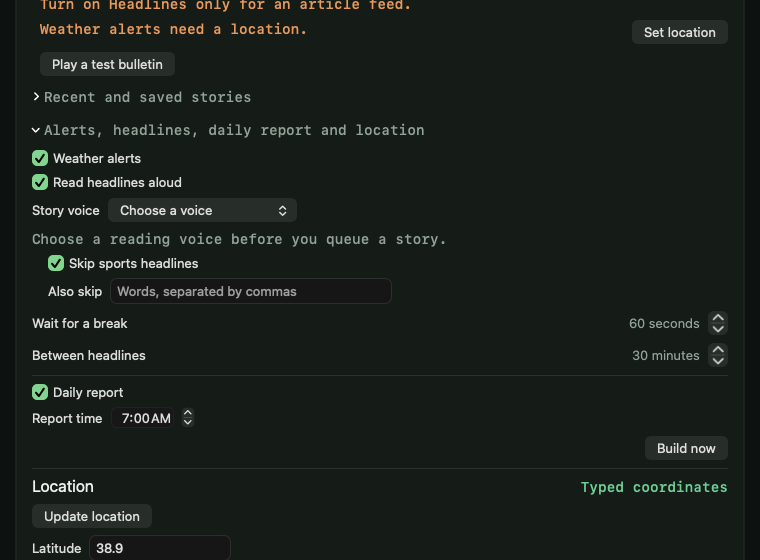 Turn on Headlines only for an article feed.
Weather alerts need a location.
Set location
Play a test bulletin
Recent and saved stories
Alerts, headlines, daily report and location
Weather alerts
Read headlines aloud
Story voice Choose a voice
Choose a reading voice before you queue a story.
Skip sports headlines
Also skip Words, separated by commas
Wait for a break 60 seconds
Between headlines 30 minutes
Daily report
Report time 7:00 AM
Build now
Location Typed coordinates
Update location
Latitude 38.9